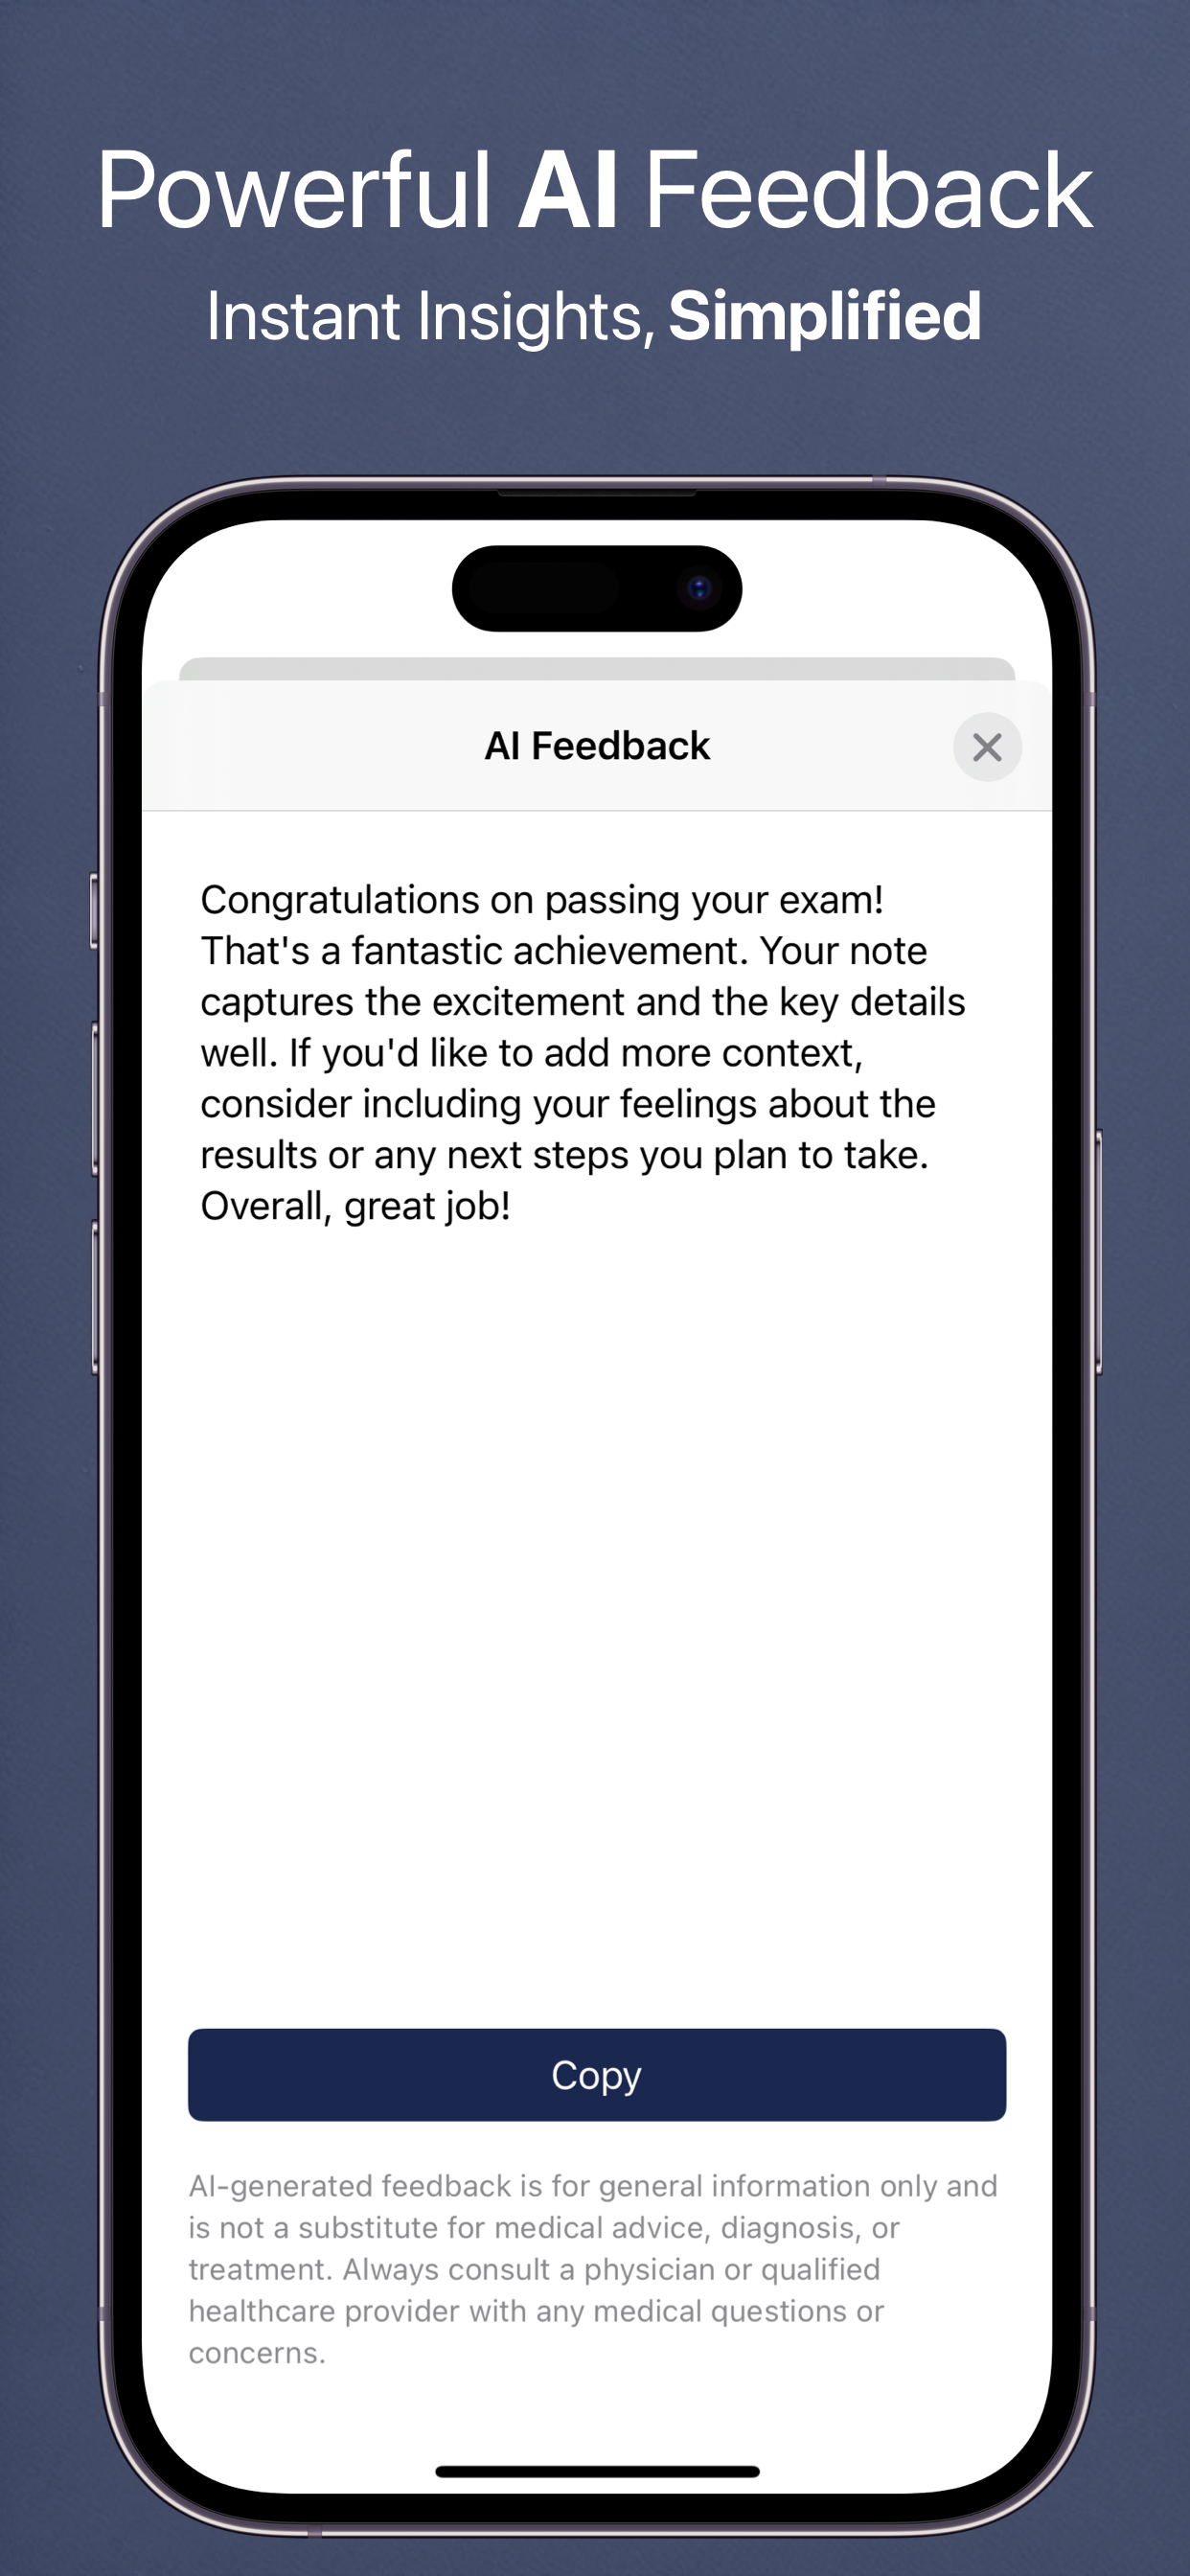 Powerful AI Feedback
Instant Insights, Simplified
AI Feedback
Congratulations on passing your exam!
That's a fantastic achievement. Your note
captures the excitement and the key details
well. If you'd like to add more context,
consider including your feelings about the
results or any next steps you plan to take.
Overall, great job!
Copy
AI-generated feedback is for general information only and
is not a substitute for medical advice, diagnosis, or
treatment. Always consult a physician or qualified
healthcare provider with any medical questions or
concerns.